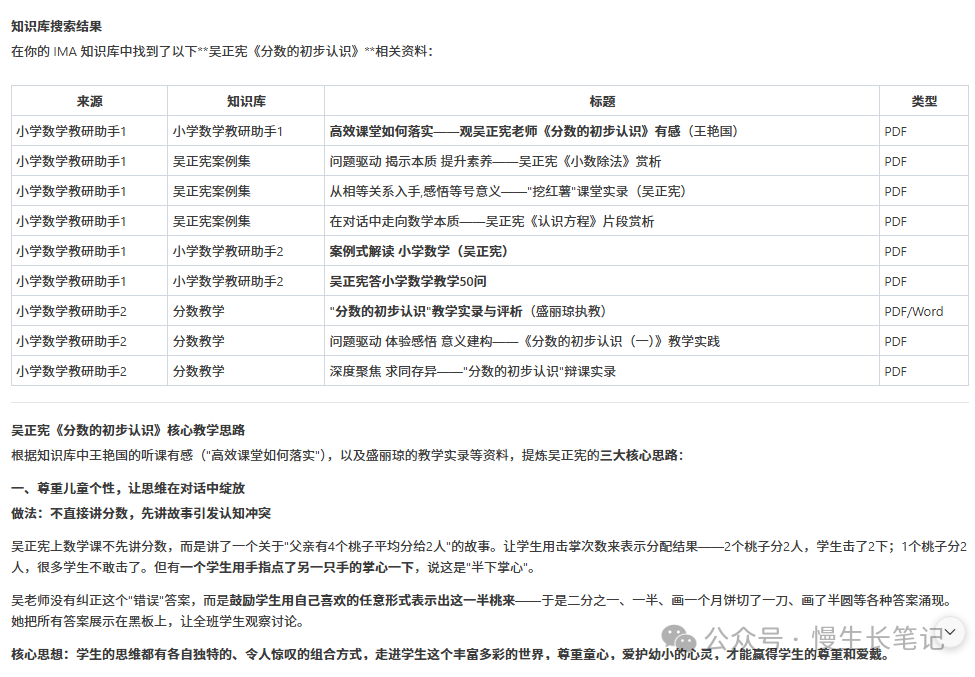 知识库搜索结果
在你的 IMA 知识库中找到了以下**吴正宪《分数的初步认识》**相关资料：
来源 知识库 标题 类型
小学数学教研助手1 小学数学教研助手1 高效课堂如何落实——观吴正宪老师《分数的初步认识》有感（王艳国） PDF
小学数学教研助手1 吴正宪案例集 问题驱动 揭示本质 提升素养——吴正宪《小数除法》赏析 PDF
小学数学教研助手1 吴正宪案例集 从相等关系入手,感悟等号意义——"挖红薯"课堂实录（吴正宪） PDF
小学数学教研助手1 吴正宪案例集 在对话中走向数学本质——吴正宪《认识方程》片段赏析 PDF
小学数学教研助手1 小学数学教研助手2 案例式解读 小学数学（吴正宪） PDF
小学数学教研助手1 小学数学教研助手2 吴正宪答小学数学教学50问 PDF
小学数学教研助手2 分数教学 "分数的初步认识"教学实录与评析（盛丽琼执教） PDF/Word
小学数学教研助手2 分数教学 问题驱动 体验感悟 意义建构——《分数的初步认识（一）》教学实践 PDF
小学数学教研助手2 分数教学 深度聚焦 求同存异——"分数的初步认识"辩课实录 PDF
吴正宪《分数的初步认识》核心教学思路
根据知识库中王艳国的听课有感（"高效课堂如何落实"），以及盛丽琼的教学实录等资料，提炼吴正宪的三大核心思路：
一、尊重儿童个性，让思维在对话中绽放
做法：不直接讲分数，先讲故事引发认知冲突
吴正宪上数学课不先讲分数，而是讲了一个关于"父亲有4个桃子平均分给2人"的故事。让学生用击掌次数来表示分配结果——2个桃子分2人，学生击了2下；1个桃子分2
人，很多学生不敢击了。但有一个学生用手指点了另一只手的掌心一下，说这是"半下掌心"。
吴老师没有纠正这个"错误"答案，而是鼓励学生用自己喜欢的任意形式表示出这一半桃来——于是二分之一、一半、画一个月饼切了一刀、画了半圆等各种答案涌现。
她把所有答案展示在黑板上，让全班学生观察讨论。
核心思想：学生的思维都有各自独特的、令人惊叹的组合方式，走进学生这个丰富多彩的世界，尊重童心，爱护幼小的心灵，才能赢得学生的尊重和爱戴。
公众号 · 慢生长笔记